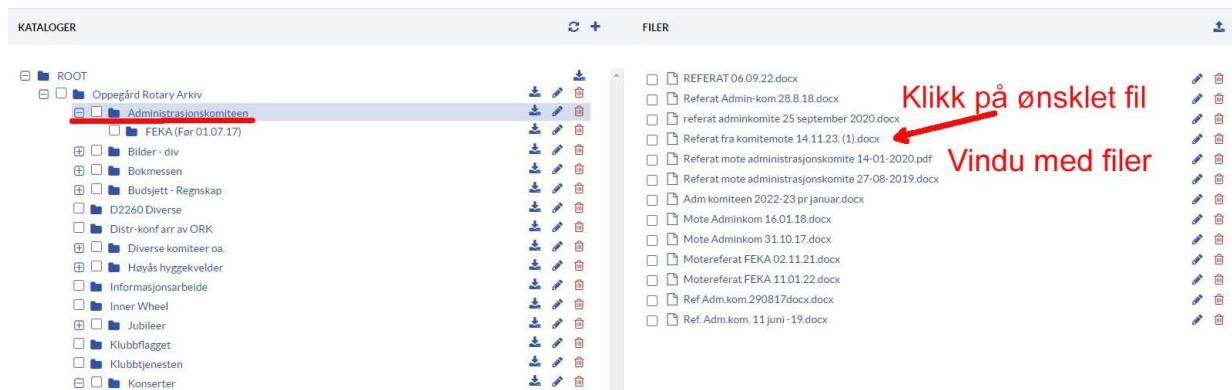 KATALOGER
ROOT
Oppegård Rotary Arkiv
Administrasjonskomiteen
FEKA (Før 01.07.17)
Bilder - div
Bokmessen
Budsjett - Regnskap
D2260 Diverse
Distr-konf arr av ORK
Diverse komiteer oa.
Høyås hyggekvelder
Informasjonsarbeide
Inner Wheel
Jubileer
Klubbflagget
Klubbtjenesten
Konserter
FILER
REFERAT 06.09.22.docx
Referat Admin-kom 28.8.18.docx
referat adminkomite 25 september 2020.docx
Referat fra komitemote 14.11.23. (1).docx
Referat mote administrasjonskomite 14-01-2020.pdf
Referat mote administrasjonskomite 27-08-2019.docx
Adm komiteen 2022-23 pr januar.docx
Mote Adminkom 16.01.18.docx
Mote Adminkom 31.10.17.docx
Motereferat FEKA 02.11.21.docx
Motereferat FEKA 11.01.22.docx
Ref Adm.kom.290817docx.docx
Ref. Adm.kom. 11 juni -19.docx
Klikk på ønsklet fil
Vindu med filer